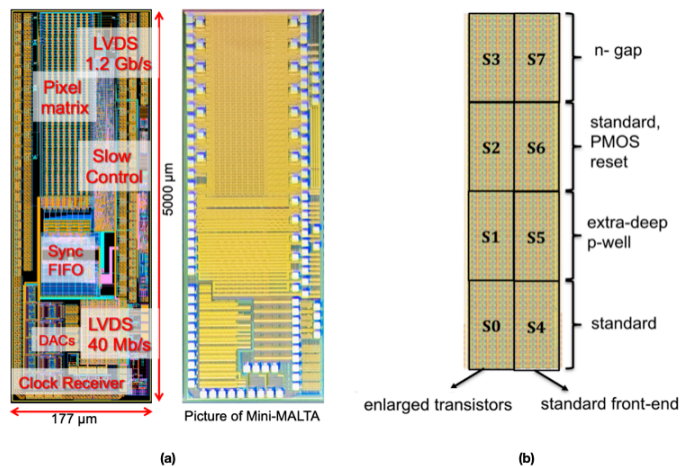 LVDS
1.2 Gb/s
Pixel
matrix
Slow
Control
Sync
FIFO
DACs
LVDS
40 Mb/s
Clock Receiver
5000 µm
177 µm
Picture of Mini-MALTA
(a)
S3 S7
n- gap
S2 S6
standard,
PMOS
reset
S1 S5
extra-deep
p-well
S0 S4
standard
enlarged transistors
standard front-end
(b)